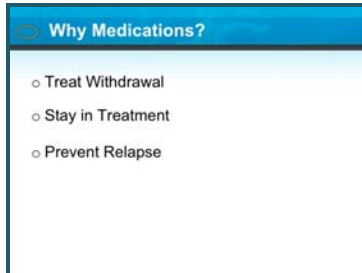 Why Medications?
○ Treat Withdrawal
○ Stay in Treatment
○ Prevent Relapse